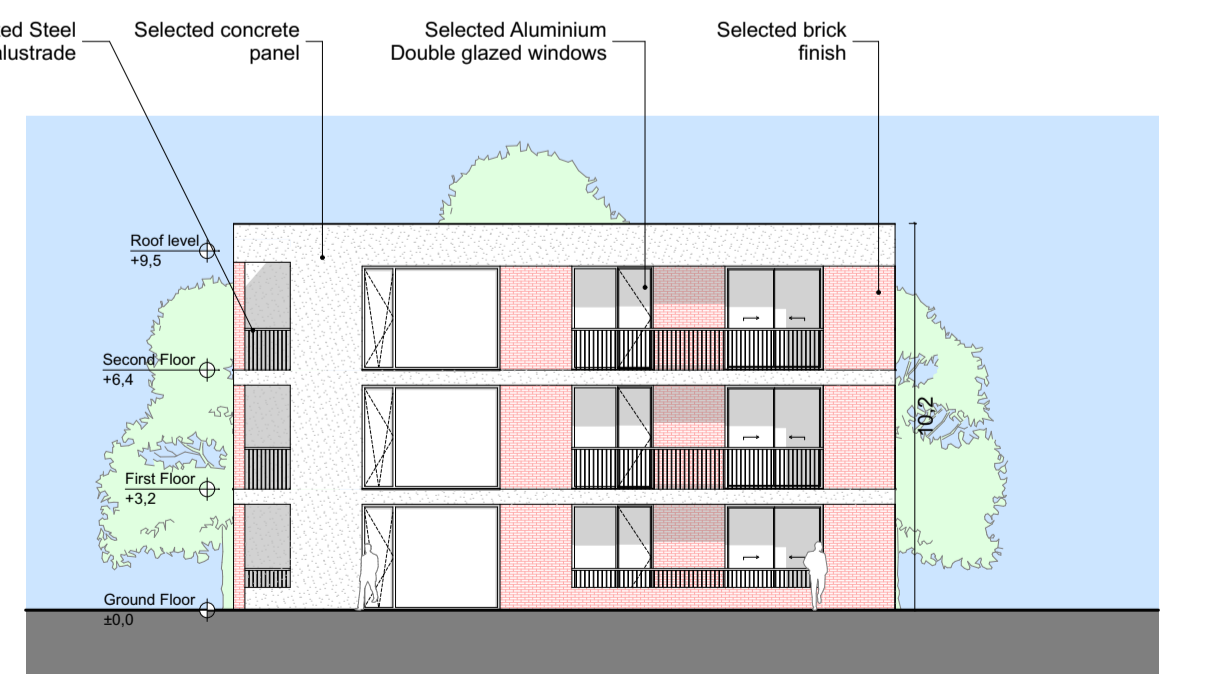 ted Steel
alustrade
Selected concrete
panel
Selected Aluminium
Double glazed windows
Selected brick
finish
Roof level
+9,5
Second Floor
+6,4
10,2
First Floor
+3,2
Ground Floor
±0,0